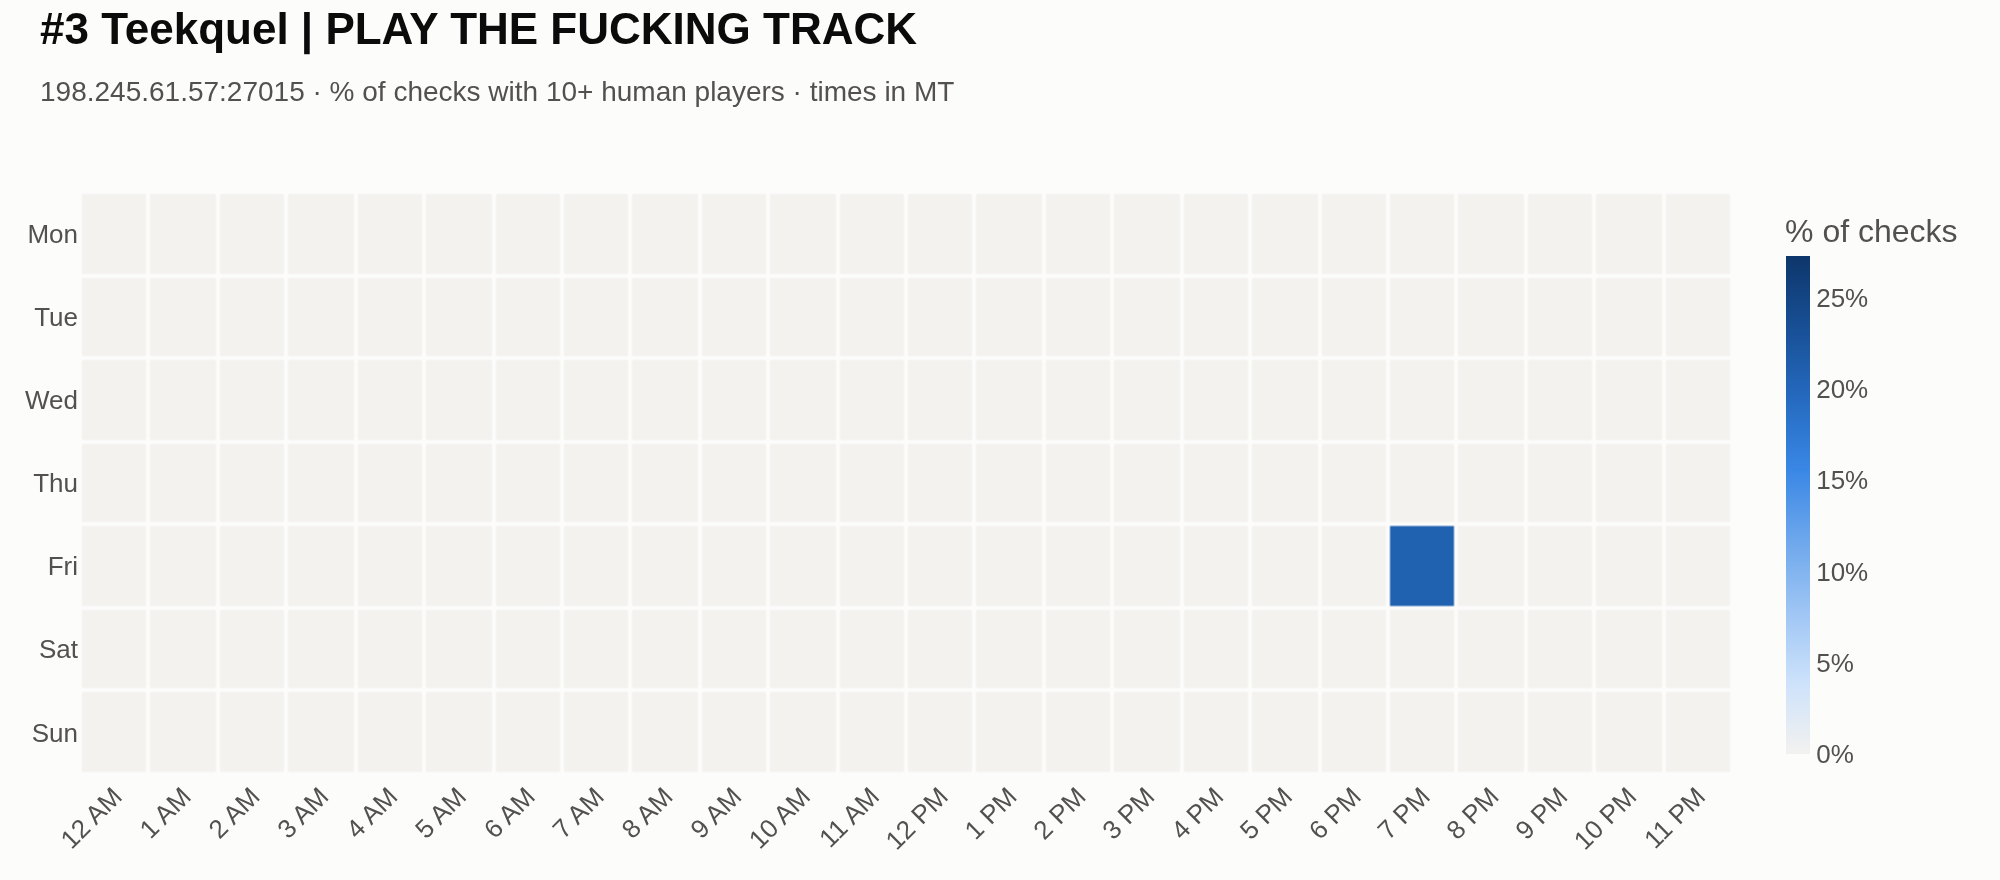 #3 Teekquel | PLAY THE FUCKING TRACK
198.245.61.57:27015 · % of checks with 10+ human players · times in MT
% of checks
Mon
Tue
Wed
Thu
Fri
Sat
Sun
25%
20%
15%
10%
5%
0%
12 AM
1 AM
2 AM
3 AM
4 AM
5 AM
6 AM
7 AM
8 AM
9 AM
10 AM
11 AM
12 PM
1 PM
2 PM
3 PM
4 PM
5 PM
6 PM
7 PM
8 PM
9 PM
10 PM
11 PM